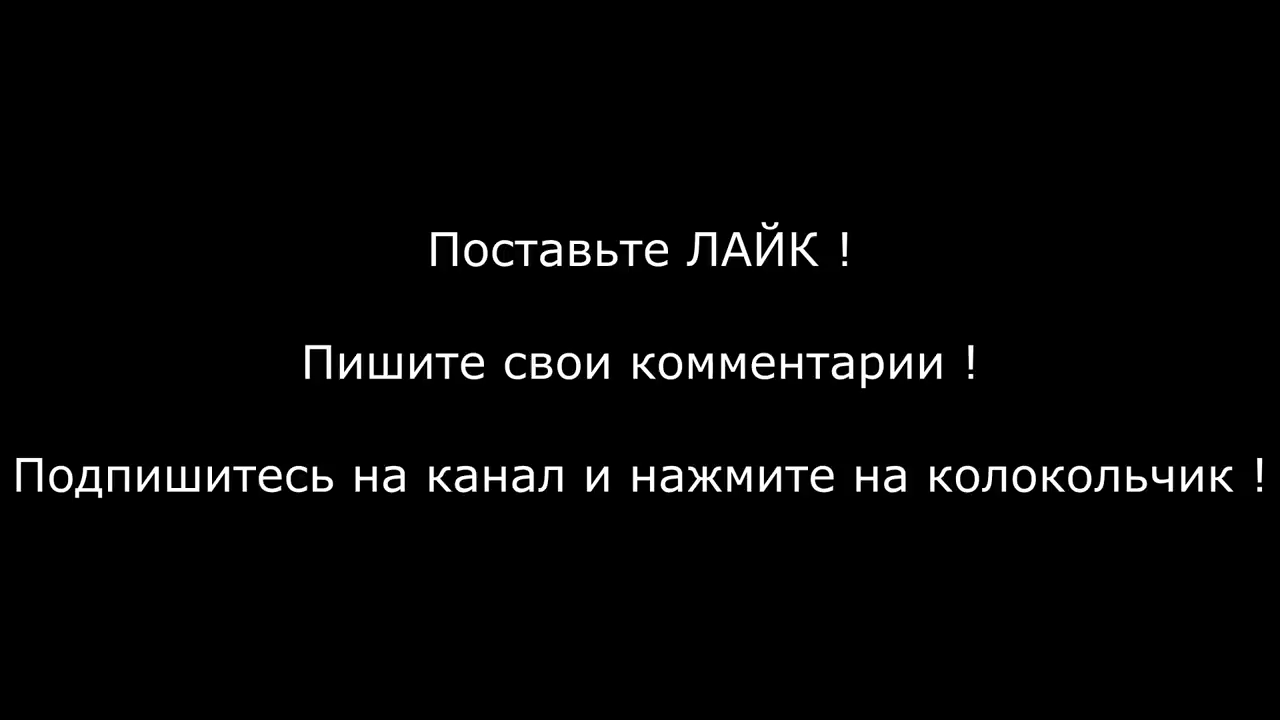 Поставьте ЛАЙК !
Пишите свои комментарии !
Подпишитесь на канал и нажмите на колокольчик !